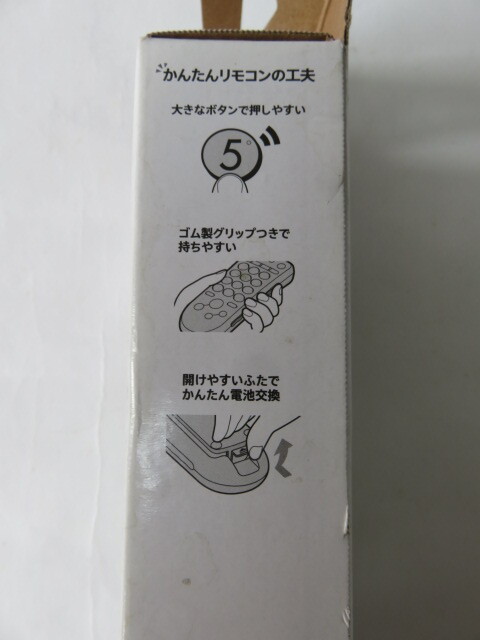 かんたんリモコンの工夫
大きなボタンで押しやすい
5
ゴム製グリップつきで
持ちやすい
開けやすいふたで
かんたん電池交換